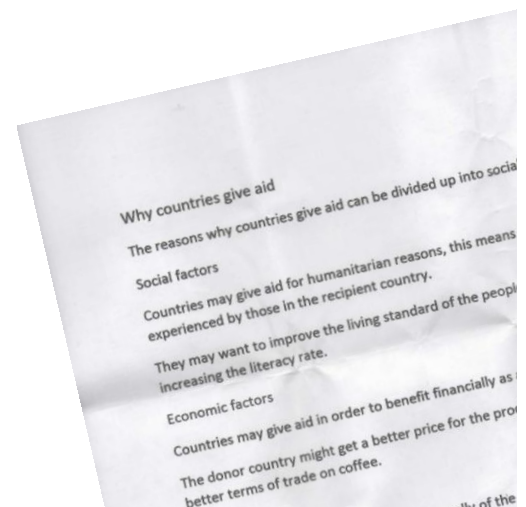 Why countries give aid
The reasons why countries give aid can be divided up into social
Social factors
Countries may give aid for humanitarian reasons, this means
experienced by those in the recipient country.
They may want to improve the living standard of the
increasing the literacy rate.
Economic factors
Countries may give aid in order to benefit financially as
The donor country might get a better price for the
better terms of trade on coffee.
of the